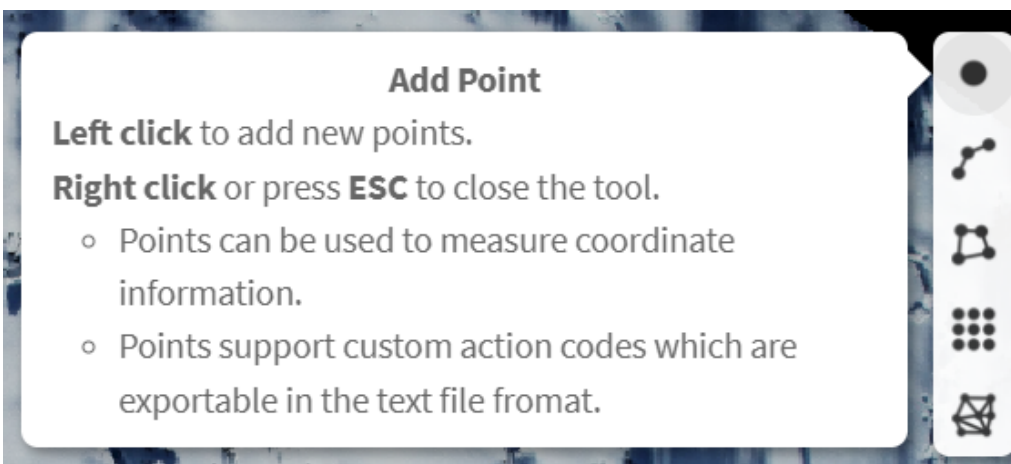 Add Point
Left click to add new points.
Right click or press ESC to close the tool.
Points can be used to measure coordinate
information.
Points support custom action codes which are
exportable in the text file fromat.